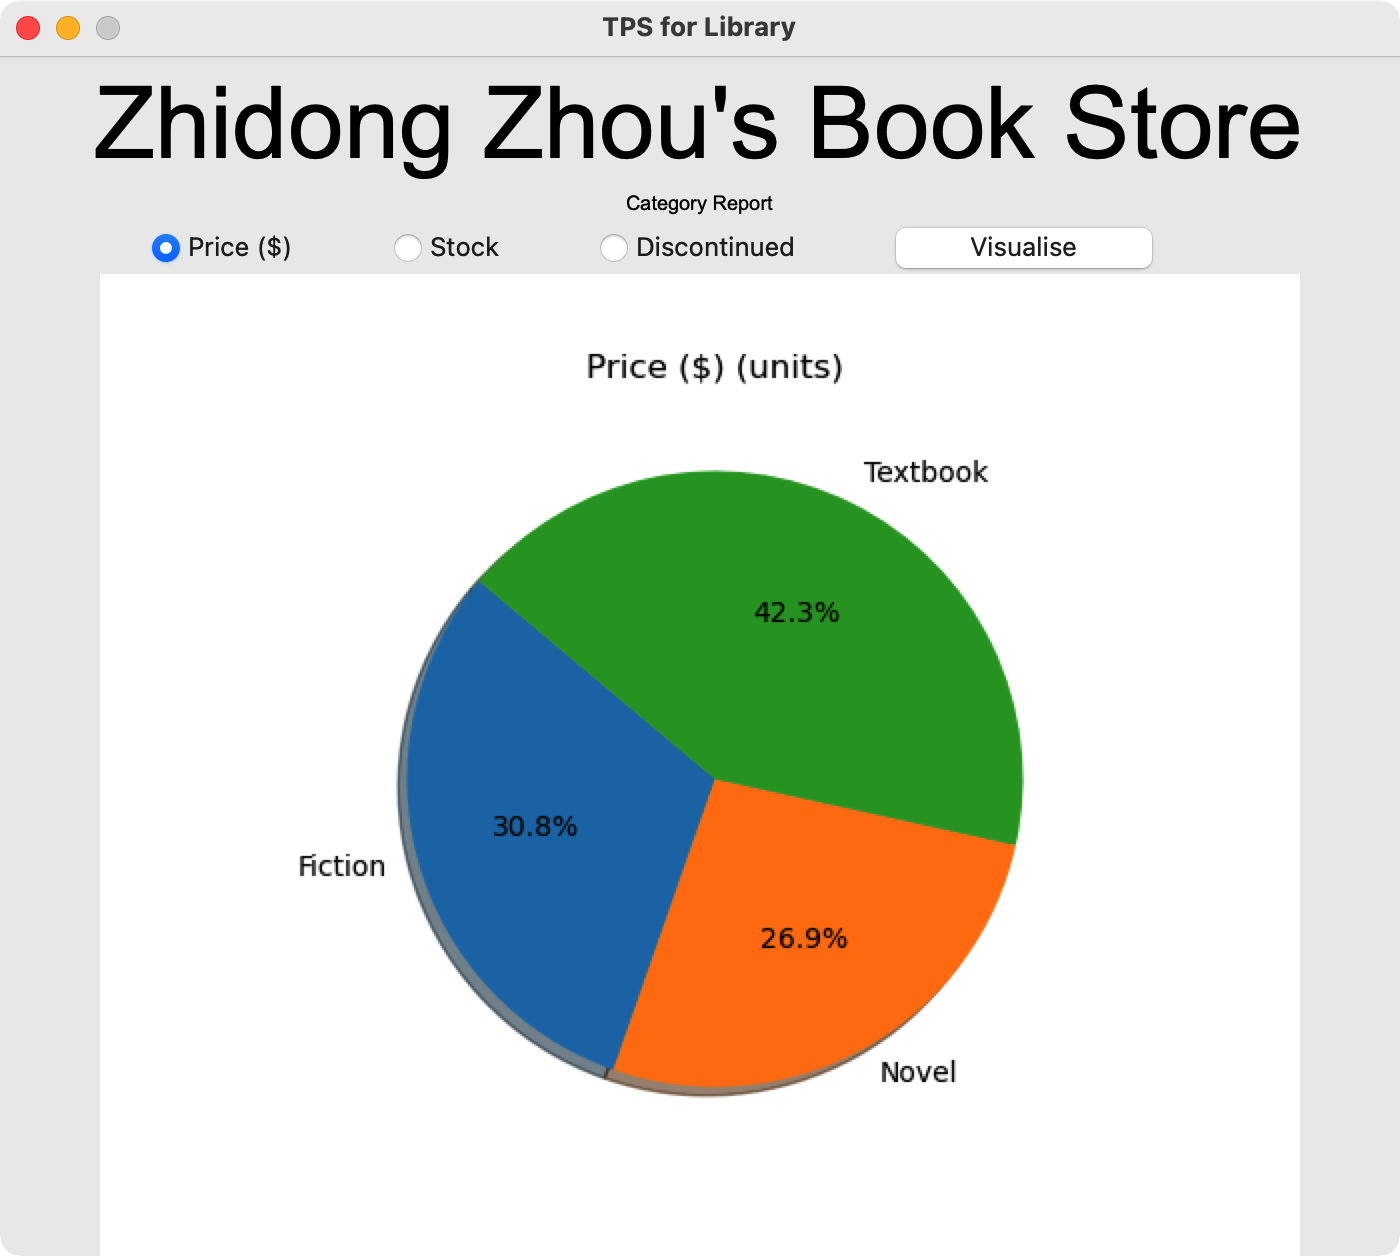 TPS for Library
Zhidong Zhou's Book Store
Category Report
Price ($) Stock Discontinued Visualise
Price ($) (units)
Textbook
42.3%
30.8%
Fiction
26.9%
Novel